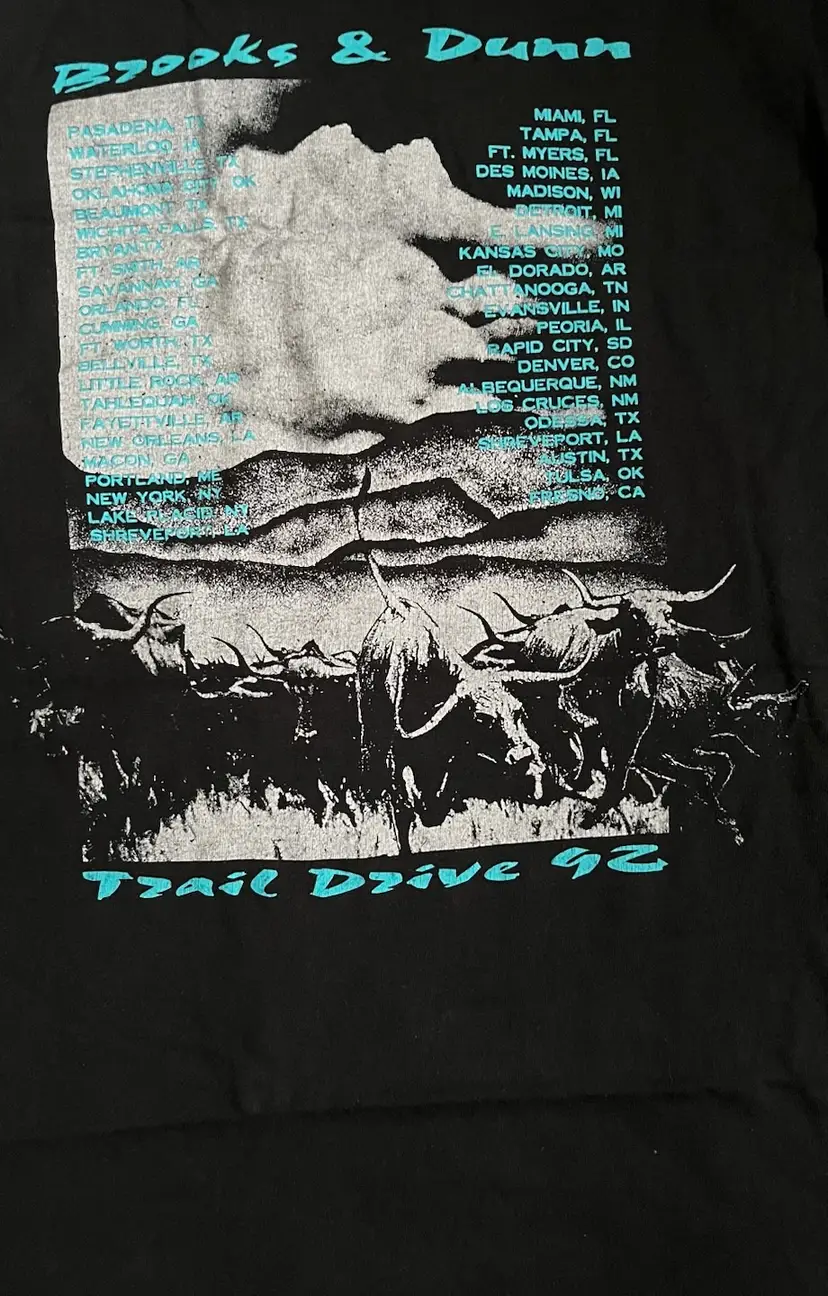 Brooks & Dunn
PASADENA, TX
WATERLOO, IA
STEPHENVILLE, TX
OKLAHOMA CITY, OK
BEAUMONT, TX
WICHITA FALLS, TX
BRYAN, TX
FT. SMITH, AR
SAVANNAH, GA
ORLANDO, FL
CUMMING, GA
FT. WORTH, TX
BELLVILLE, TX
LITTLE ROCK, AR
TAHLEQUAH, OK
FAYETTVILLE, AR
NEW ORLEANS, LA
MACON, GA
PORTLAND, ME
NEW YORK, NY
LAKE PLACID, NY
SHREVEPORT, LA
MIAMI, FL
TAMPA, FL
FT. MYERS, FL
DES MOINES, IA
MADISON, WI
DETROIT, MI
E. LANSING, MI
KANSAS CITY, MO
EL DORADO, AR
CHATTANOOGA, TN
EVANSVILLE, IN
PEORIA, IL
RAPID CITY, SD
DENVER, CO
ALBEQUERQUE, NM
LOS CRUCES, NM
ODESSA, TX
SHREVEPORT, LA
AUSTIN, TX
TULSA, OK
FRESNO, CA
Trail Drive 92